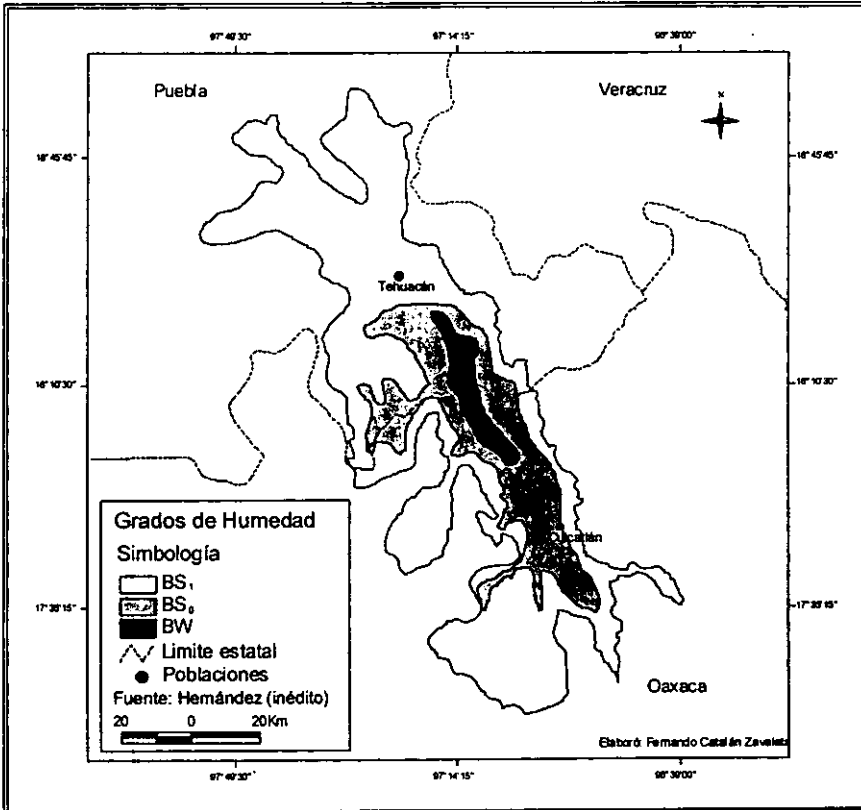 97°49'30"
97°14'15"
96°39'00"
Puebla
Veracruz
18°45'45"
18°45'45"
Tehuacán
18°10'30"
18°10'30"
Grados de Humedad
Simbología
BS₁
BS₀
BW
Limite estatal
Poblaciones
Fuente: Hernández (inédito)
20 0 20Km
17°35'15"
17°35'15"
Oaxaca
Elaboró: Fernando Catalán Zavaleta
97°49'30"
97°14'15"
96°39'00"